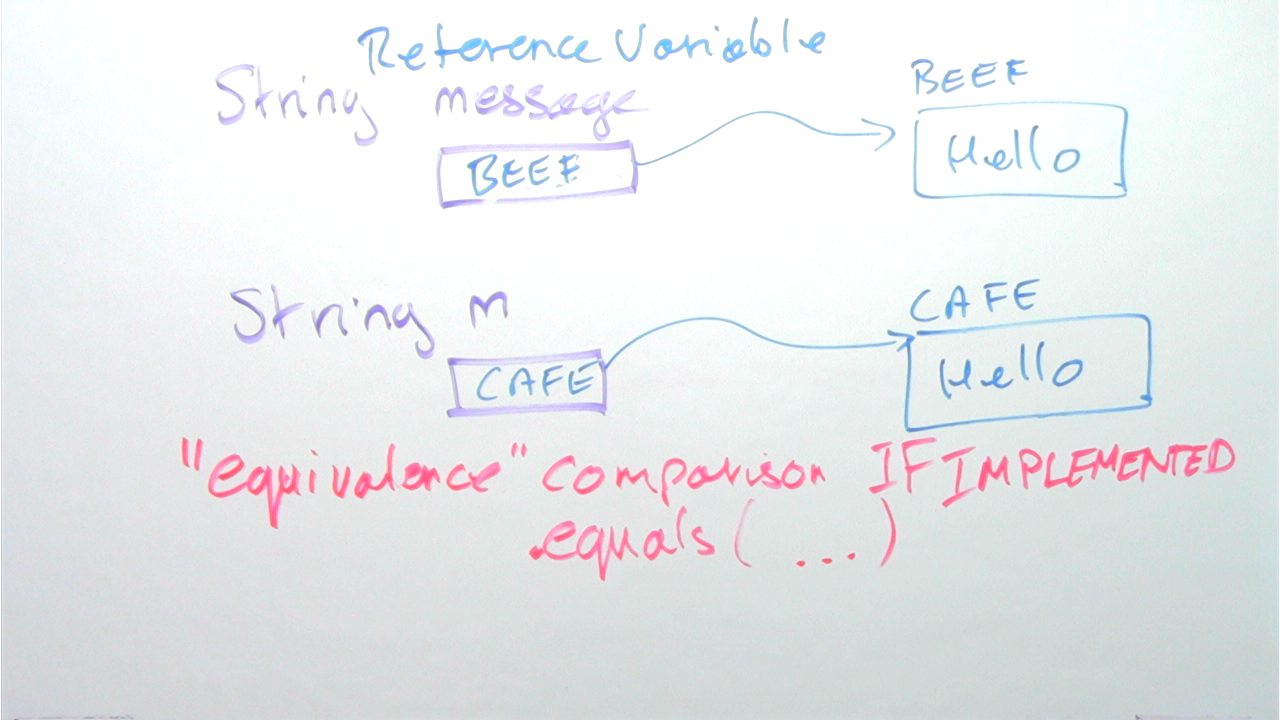 Reference Variable
String message
BEEF
BEEF
Hello
String m
CAFE
CAFE
Hello
"equivalence" comparison IF IMPLEMENTED
.equals( ... )